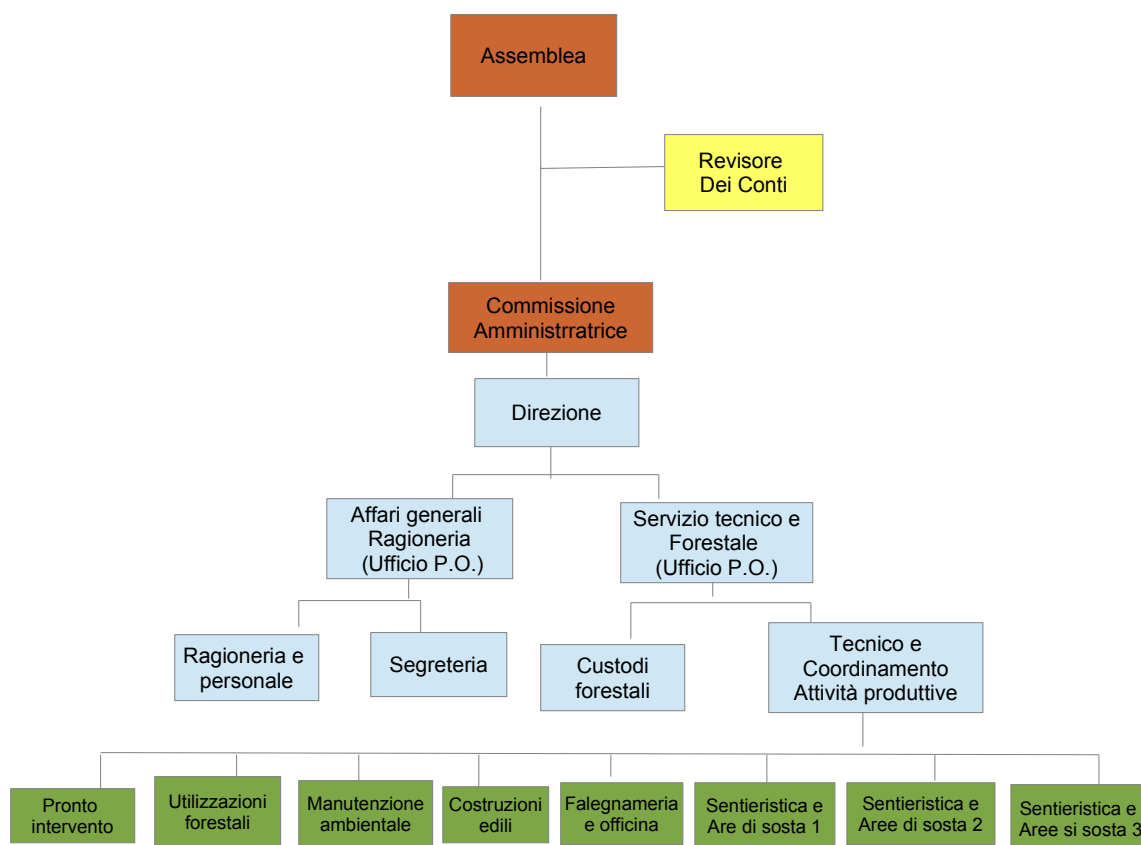 Assemblea
Revisore
Dei Conti
Commissione
Amministrratrice
Direzione
Affari generali
Ragioneria
(Ufficio P.O.)
Servizio tecnico e
Forestale
(Ufficio P.O.)
Ragioneria e
personale
Segreteria
Custodi
forestali
Tecnico e
Coordinamento
Attività produttive
Pronto
intervento
Utilizzazioni
forestali
Manutenzione
ambientale
Costruzioni
edili
Falegnameria
e officina
Sentieristica e
Are di sosta 1
Sentieristica e
Aree di sosta 2
Sentieristica e
Aree si sosta 3